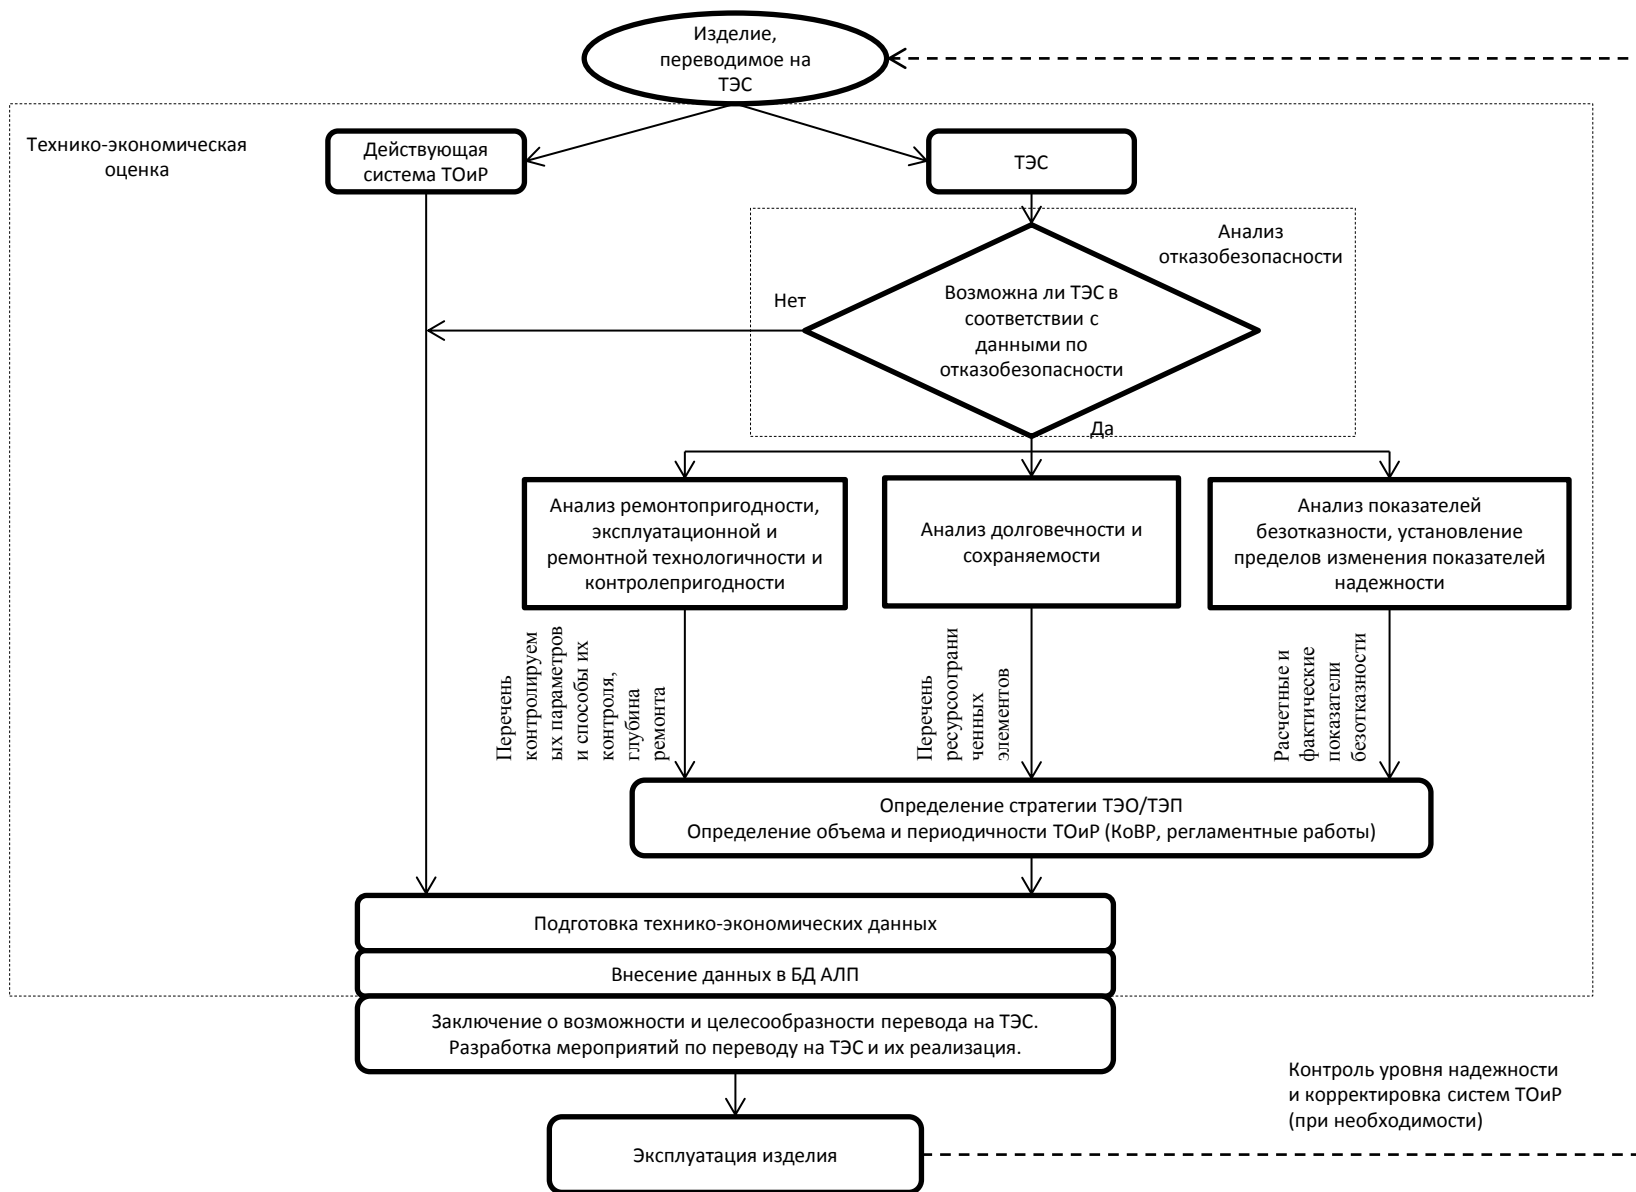 Изделие,
переводимое на
ТЭС
Технико-экономическая
оценка
Действующая
система ТОиР
ТЭС
Анализ
отказобезопасности
Нет
Возможна ли ТЭС в
соответствии с
данными по
отказобезопасности
Да
Анализ ремонтопригодности,
эксплуатационной и
ремонтной технологичности и
контролепригодности
Анализ долговечности и
сохраняемости
Анализ показателей
безотказности, установление
пределов изменения показателей
надежности
Перечень
контролируем
ых параметров
и способы их
контроля,
глубина
ремонта
Перечень
ресурсоограни
ченных
элементов
Расчетные и
фактические
показатели
безотказности
Определение стратегии ТЭО/ТЭП
Определение объема и периодичности ТОиР (КоВР, регламентные работы)
Подготовка технико-экономических данных
Внесение данных в БД АЛП
Заключение о возможности и целесообразности перевода на ТЭС.
Разработка мероприятий по переводу на ТЭС и их реализация.
Контроль уровня надежности
и корректировка систем ТОиР
(при необходимости)
Эксплуатация изделия